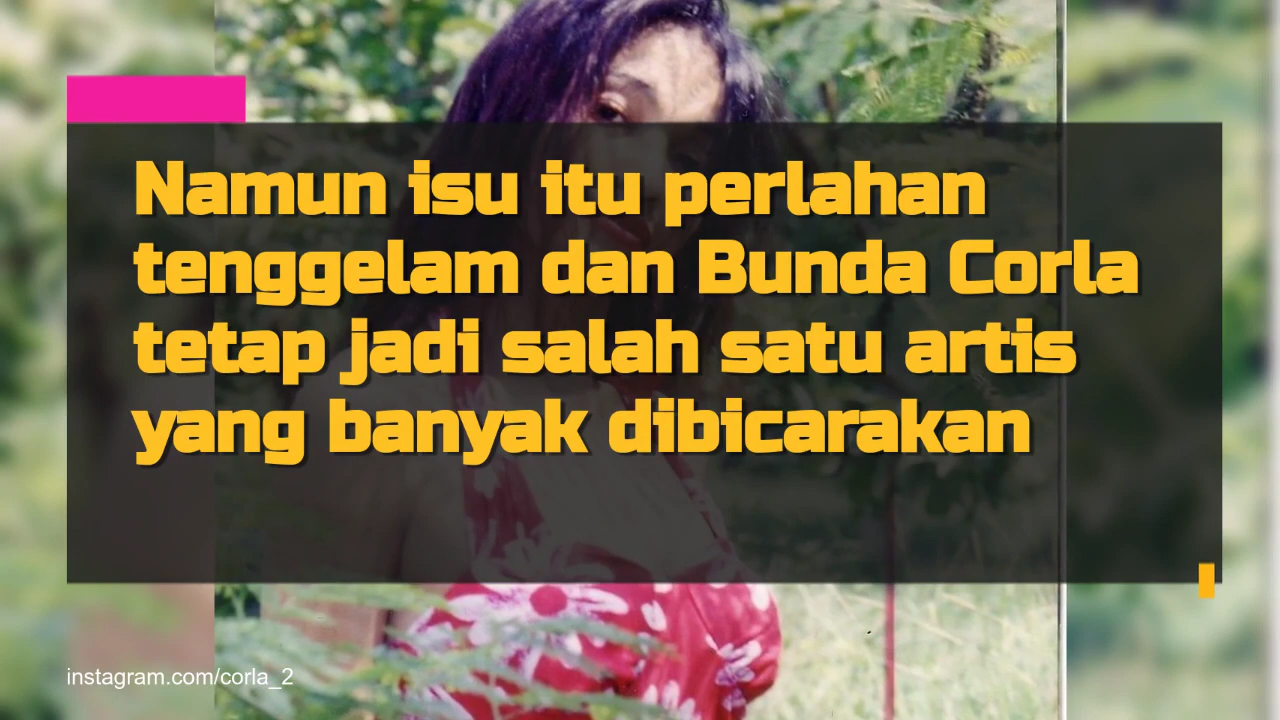 Namun isu itu perlahan
tenggelam dan Bunda Corla
tetap jadi salah satu artis
yang banyak dibicarakan
instagram.com/corla_2